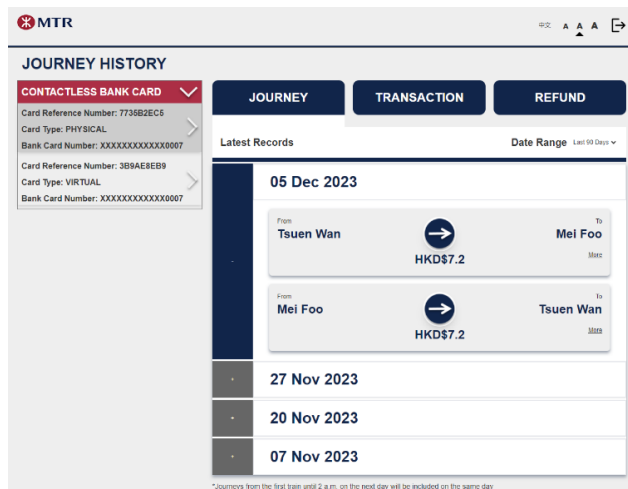 MTR
中文 A A A
JOURNEY HISTORY
CONTACTLESS BANK CARD
Card Reference Number: 7735B2EC5
Card Type: PHYSICAL
Bank Card Number: XXXXXXXXXXXX0007
Card Reference Number: 3B9AE8EB9
Card Type: VIRTUAL
Bank Card Number: XXXXXXXXXXXX0007
JOURNEY TRANSACTION REFUND
Latest Records Date Range Last 90 Days
05 Dec 2023
From To
Tsuen Wan Mei Foo
HKD$7.2 More
From To
Mei Foo Tsuen Wan
HKD$7.2 More
27 Nov 2023
20 Nov 2023
07 Nov 2023
*Journeys from the first train until 2 a.m. on the next day will be included on the same day